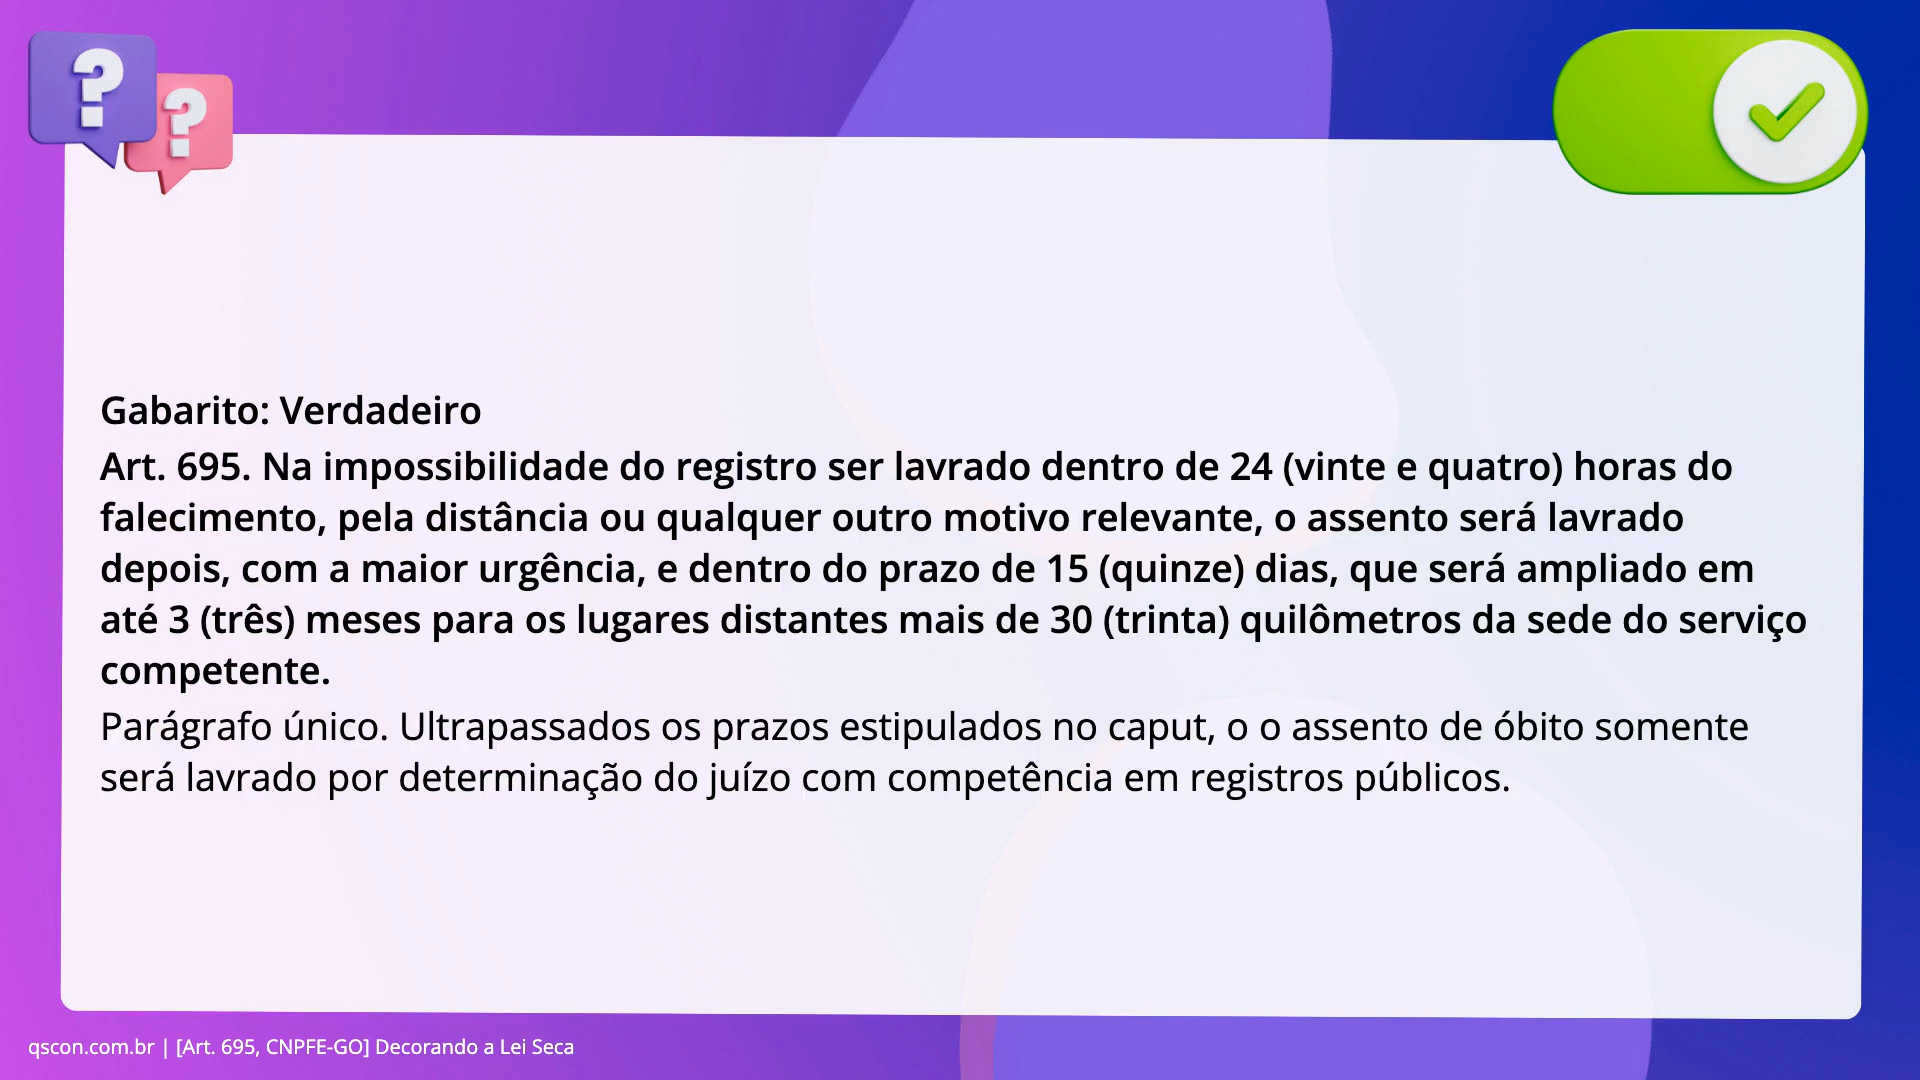 Gabarito: Verdadeiro
Art. 695. Na impossibilidade do registro ser lavrado dentro de 24 (vinte e quatro) horas do
falecimento, pela distância ou qualquer outro motivo relevante, o assento será lavrado
depois, com a maior urgência, e dentro do prazo de 15 (quinze) dias, que será ampliado em
até 3 (três) meses para os lugares distantes mais de 30 (trinta) quilômetros da sede do serviço
competente.
Parágrafo único. Ultrapassados os prazos estipulados no caput, o o assento de óbito somente
será lavrado por determinação do juízo com competência em registros públicos.
qscon.com.br | [Art. 695, CNPFE-GO] Decorando a Lei Seca